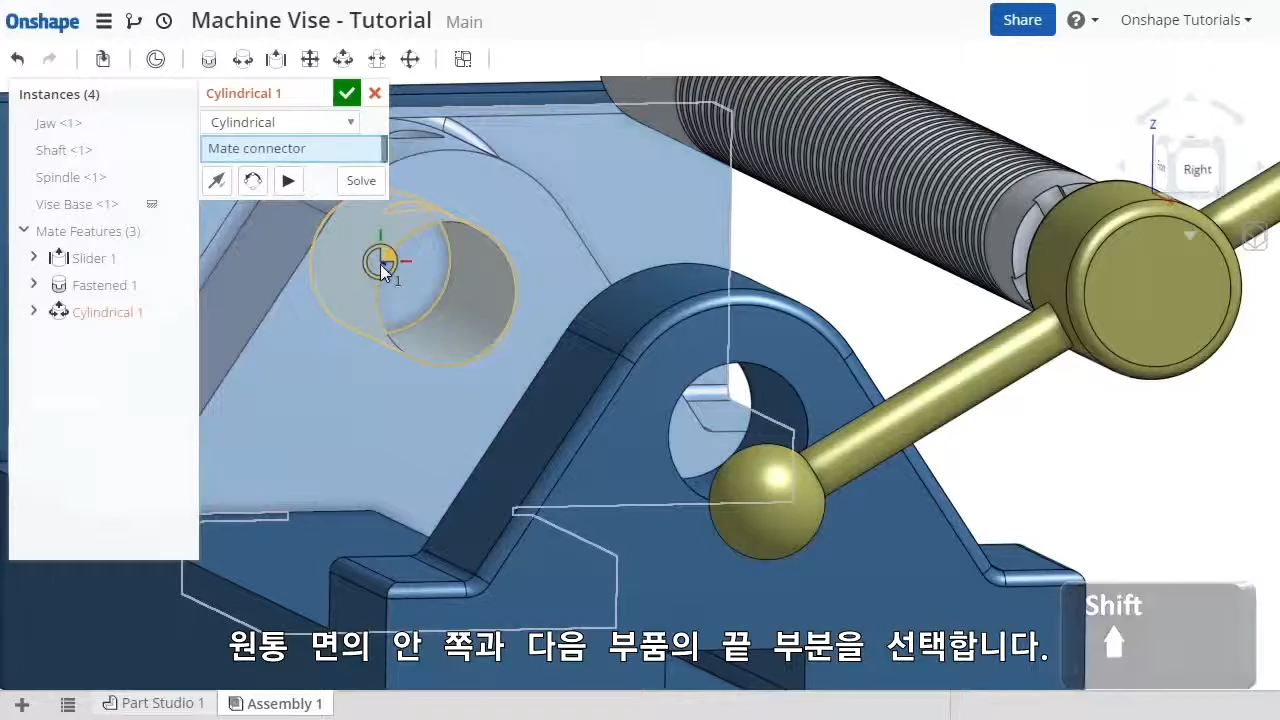 Onshape
Machine Vise - Tutorial
Main
Share
?
Onshape Tutorials
Instances (4)
Jaw <1>
Shaft <1>
Spindle <1>
Vise Base <1>
Mate Features (3)
Slider 1
Fastened 1
Cylindrical 1
Cylindrical 1
Cylindrical
Mate connector
Solve
1
Z
Right
Shift
원통 면의 안 쪽과 다음 부품의 끝 부분을 선택합니다.
Part Studio 1
Assembly 1